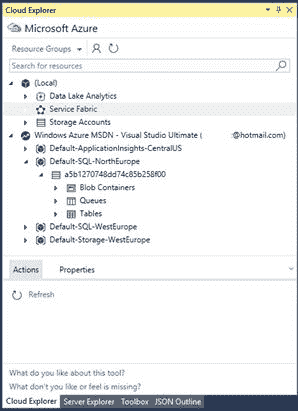 Cloud Explorer
Microsoft Azure
Resource Groups
Search for resources
(Local)
Data Lake Analytics
Service Fabric
Storage Accounts
Windows Azure MSDN - Visual Studio Ultimate ( @hotmail.com)
Default-ApplicationInsights-CentralUS
Default-SQL-NorthEurope
a5b1270748dd74c85b258f00
Blob Containers
Queues
Tables
Default-SQL-WestEurope
Default-Storage-WestEurope
Actions Properties
Refresh
What do you like about this tool?
What don't you like or feel is missing?
Cloud Explorer Server Explorer Toolbox JSON Outline